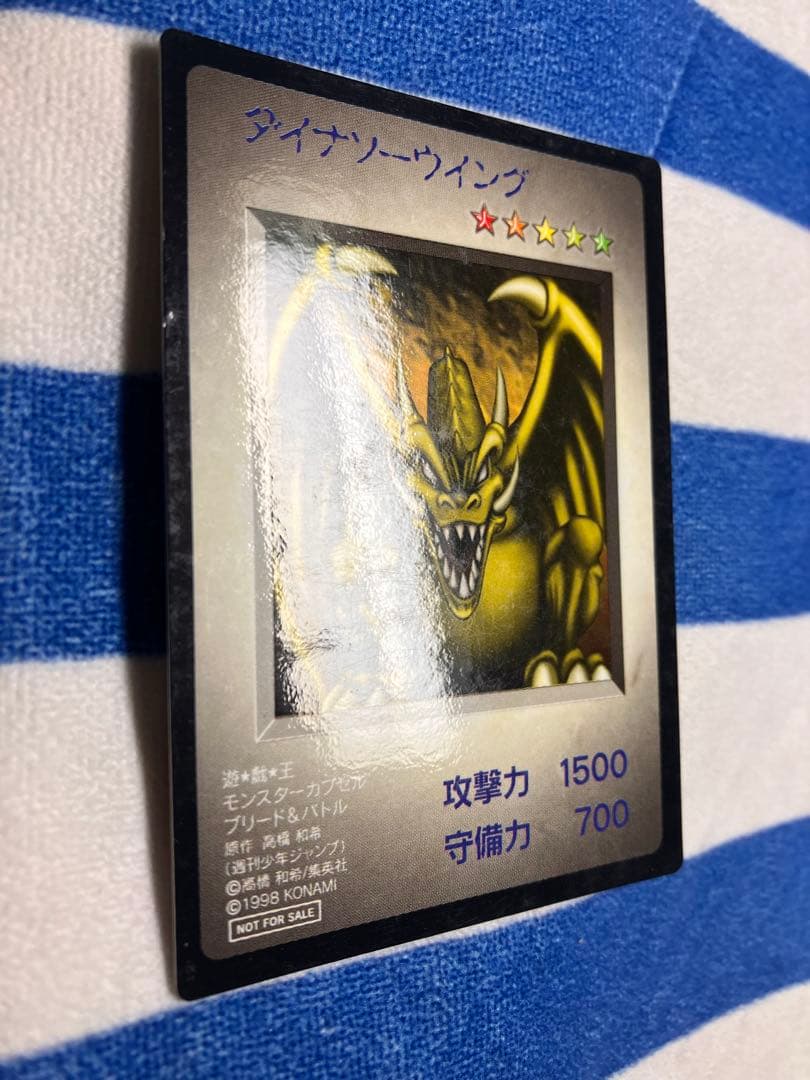 ダイナソーウイング
攻撃力 1500
守備力 700
遊★戯★王
モンスターカプセル
ブリード&バトル
原作 高橋 和希
(週刊少年ジャンプ)
©高橋 和希/集英社
©1998 KONAMI
NOT FOR SALE